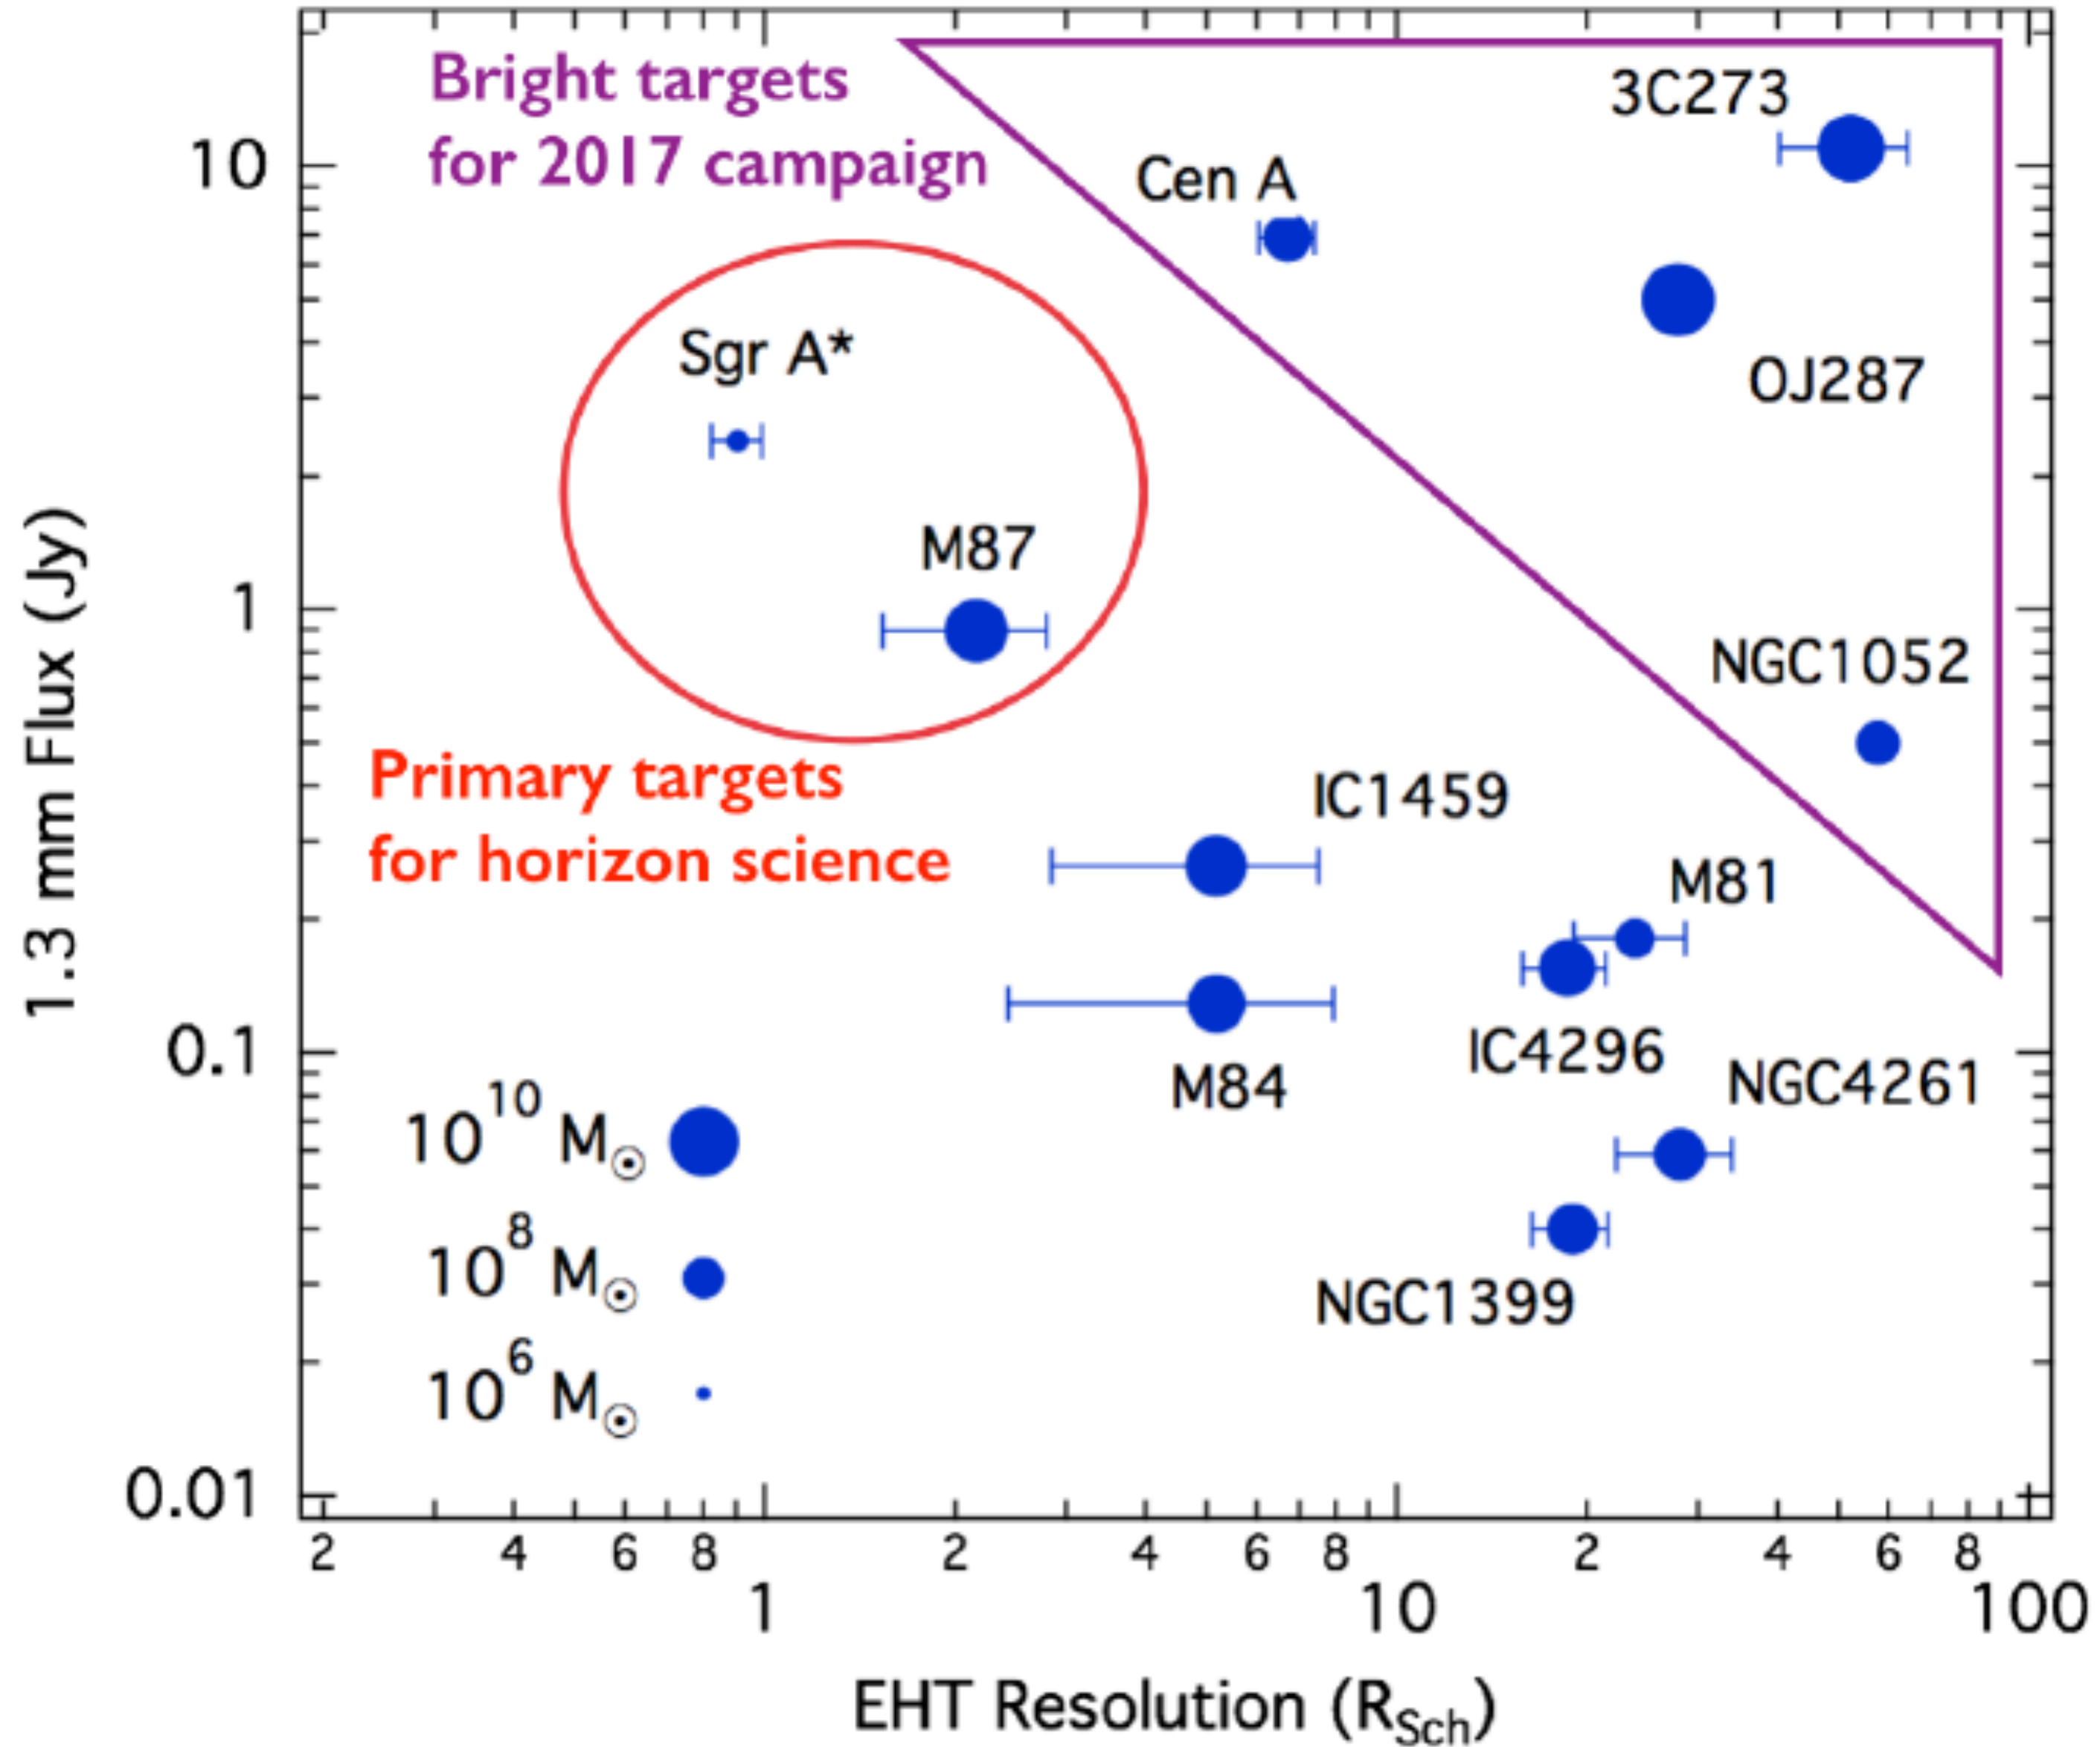 Bright targets
for 2017 campaign
3C273
Cen A
OJ287
Sgr A*
M87
NGC1052
Primary targets
for horizon science
IC1459
M81
M84
IC4296
NGC4261
NGC1399
10^10 M☉
10^8 M☉
10^6 M☉
1.3 mm Flux (Jy)
10
1
0.1
0.01
2 4 6 8 2 4 6 8 2 4 6 8
1 10 100
EHT Resolution (R_Sch)